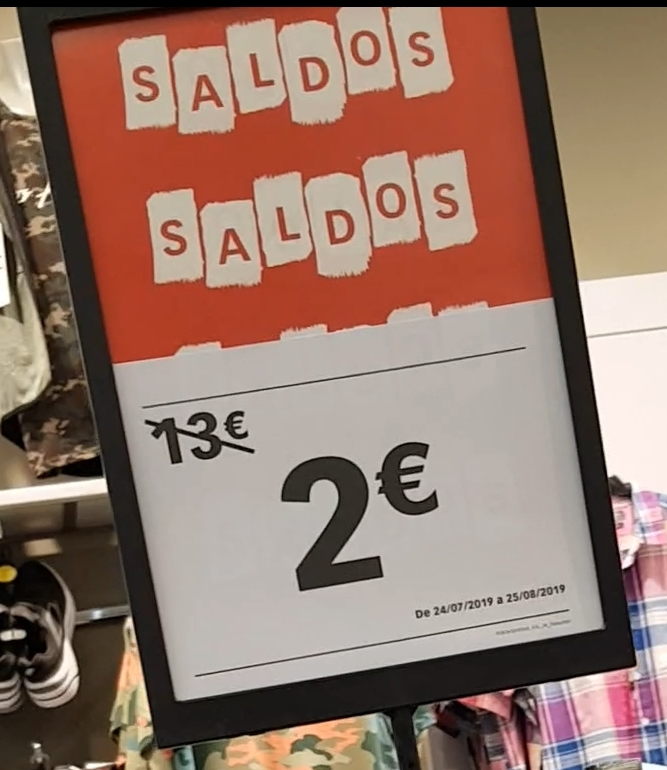 SALDOS
SALDOS
13€
2€
De 24/07/2019 a 25/08/2019